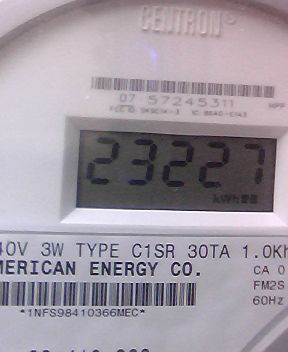 CENTRON®
07 57245311
23227
kWh
40V 3W TYPE C1SR 30TA 1.0Kh
MERICAN ENERGY CO.
CA 0
FM2S
60Hz
*1NFS98410366MEC*